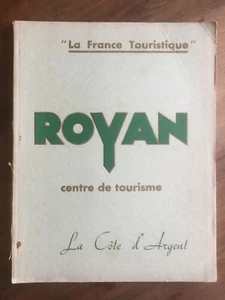 "La France Touristique"
ROYAN
centre de tourisme
La Côte d'Argent